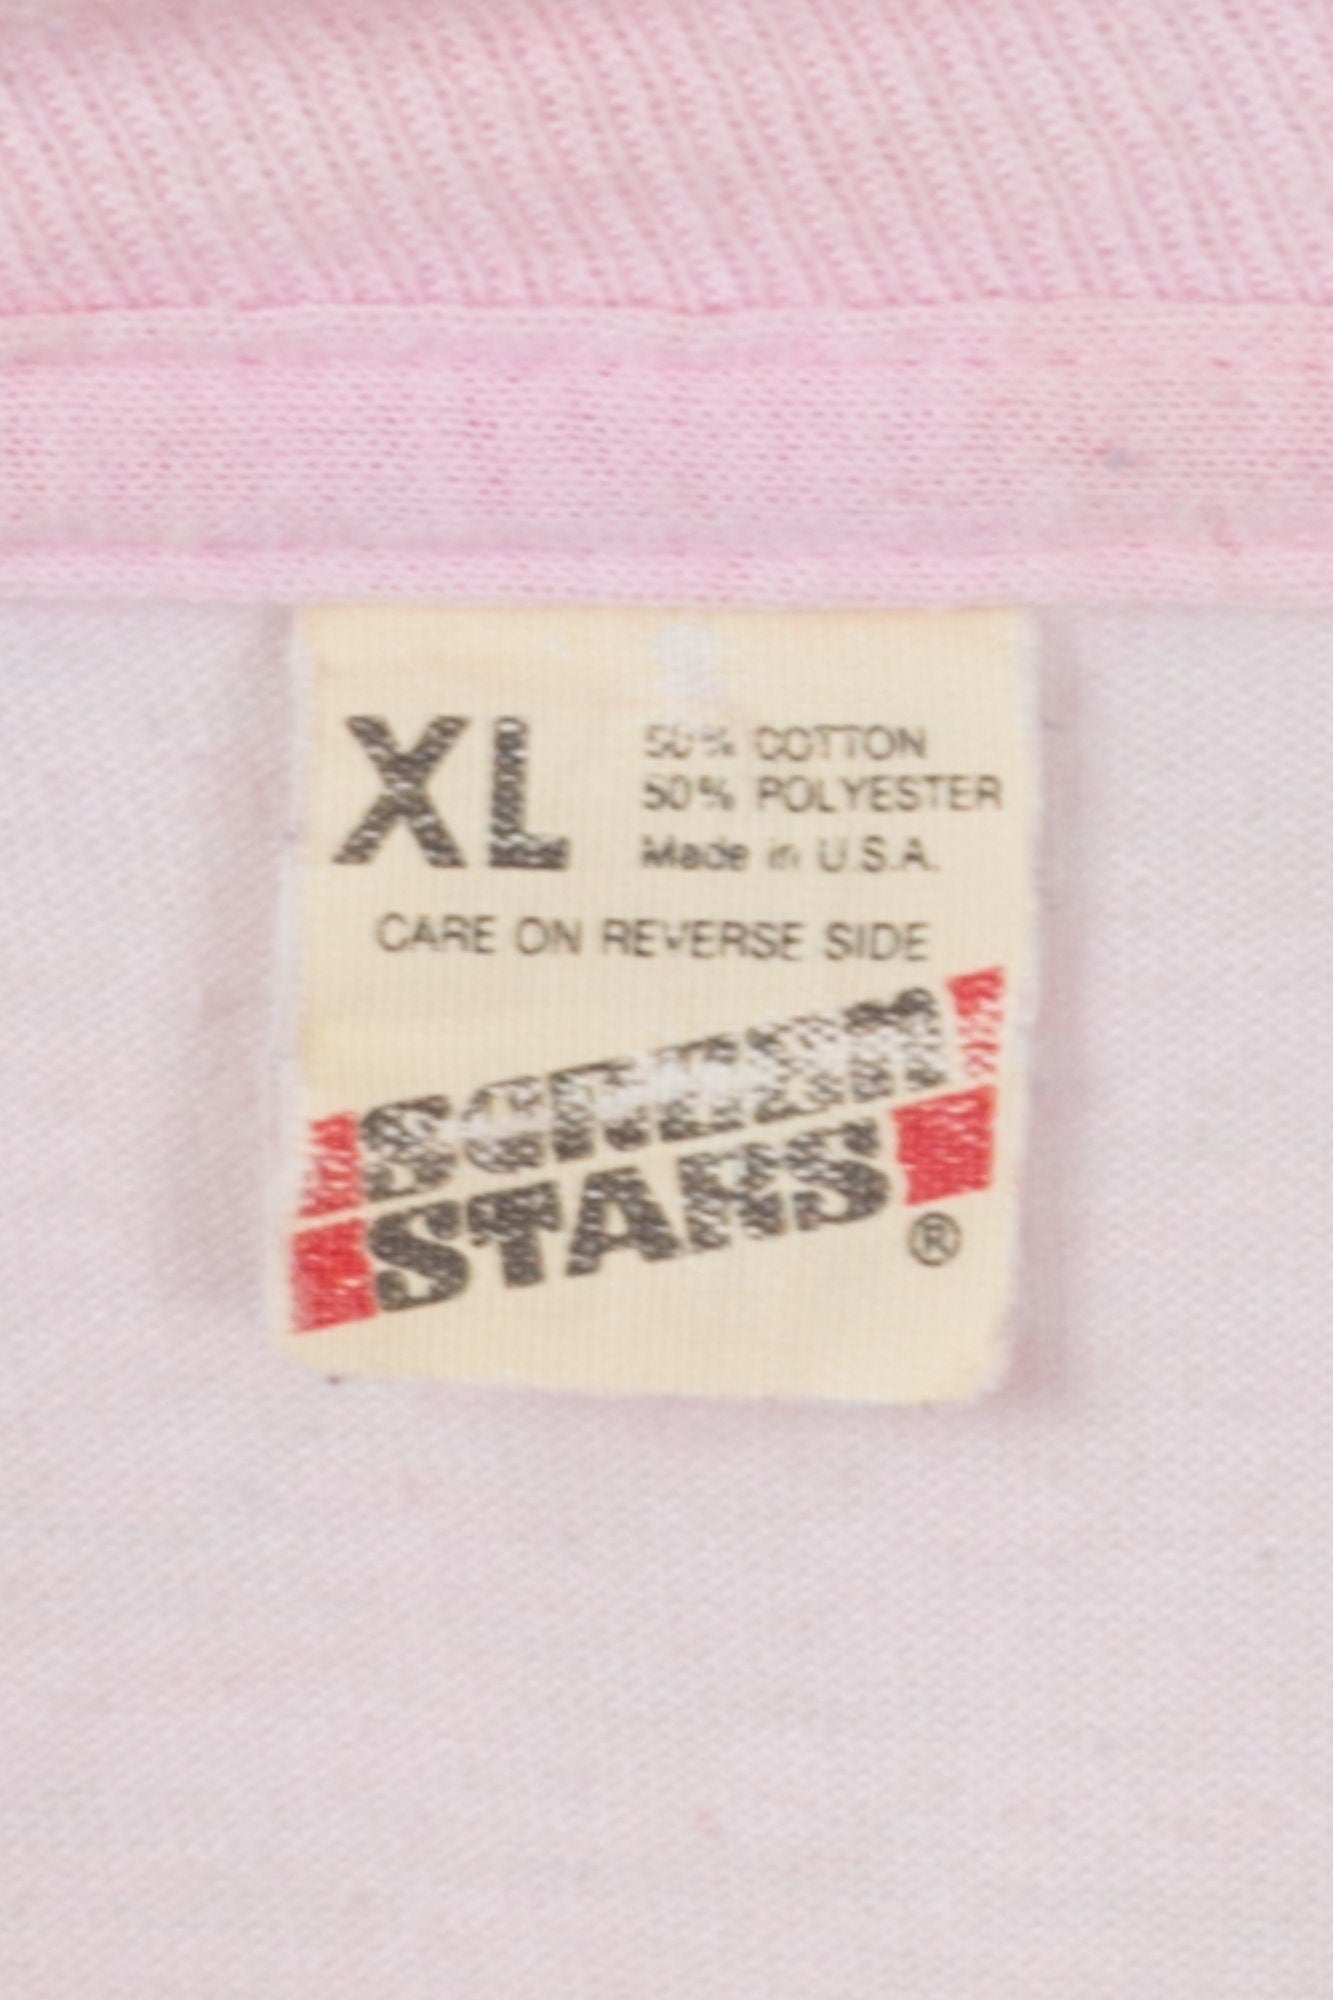 XL
50% COTTON
50% POLYESTER
Made in U.S.A.
CARE ON REVERSE SIDE
SCREEN
STARS
®